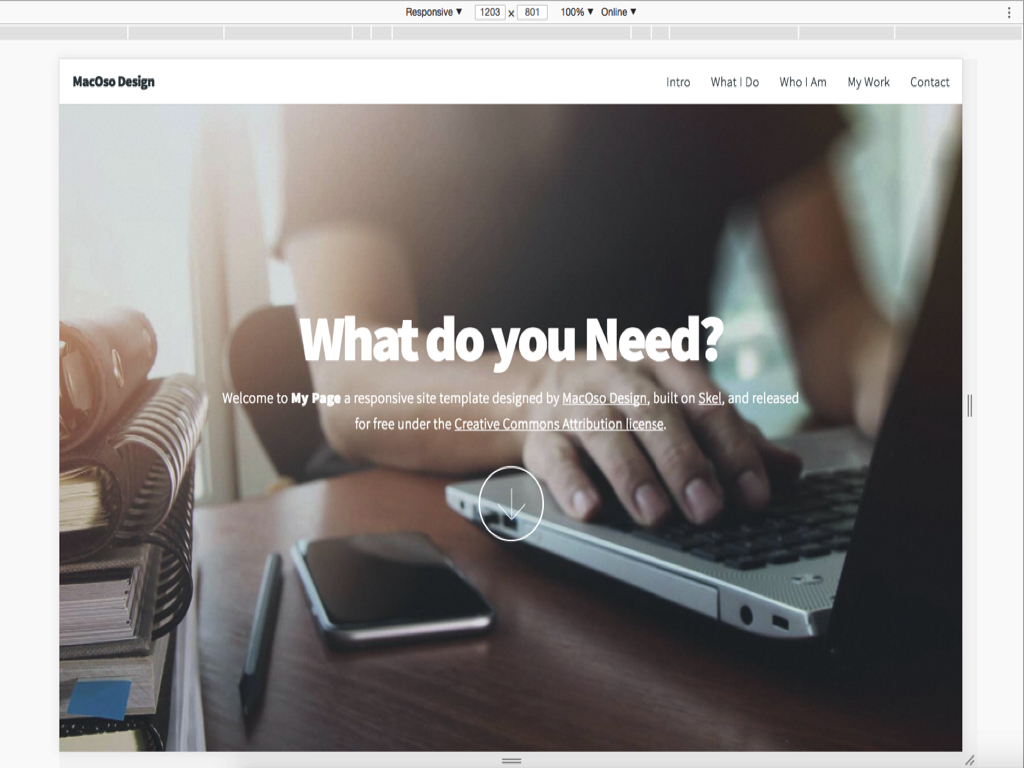 Responsive ▼ 1203 x 801 100% ▼ Online ▼
MacOso Design Intro What I Do Who I Am My Work Contact
What do you Need?
Welcome to My Page a responsive site template designed by MacOso Design, built on Skel, and released
for free under the Creative Commons Attribution license.